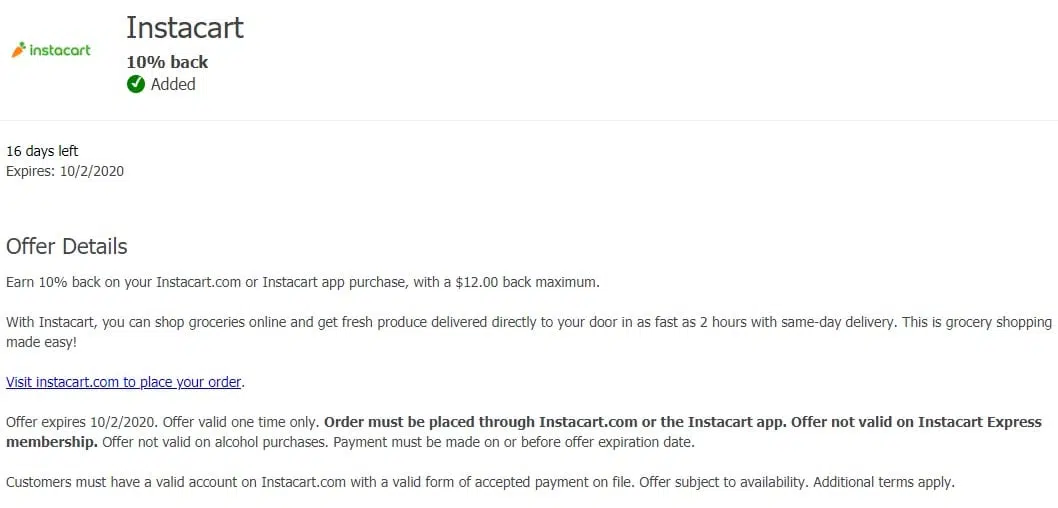 instacart
Instacart
10% back
Added
16 days left
Expires: 10/2/2020
Offer Details
Earn 10% back on your Instacart.com or Instacart app purchase, with a $12.00 back maximum.
With Instacart, you can shop groceries online and get fresh produce delivered directly to your door in as fast as 2 hours with same-day delivery. This is grocery shopping
made easy!
Visit instacart.com to place your order.
Offer expires 10/2/2020. Offer valid one time only. Order must be placed through Instacart.com or the Instacart app. Offer not valid on Instacart Express
membership. Offer not valid on alcohol purchases. Payment must be made on or before offer expiration date.
Customers must have a valid account on Instacart.com with a valid form of accepted payment on file. Offer subject to availability. Additional terms apply.